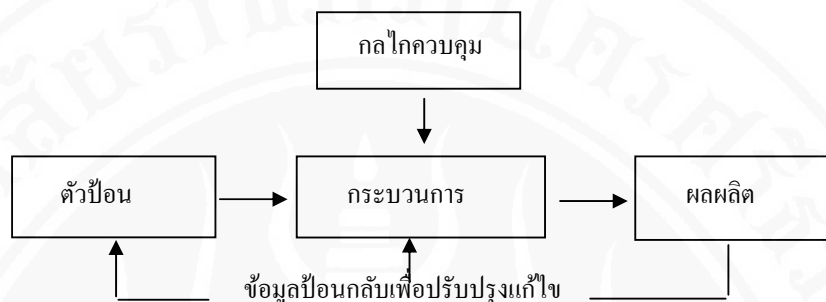 กลไกควบคุม
ตัวป้อน
กระบวนการ
ผลผลิต
ข้อมูลป้อนกลับเพื่อปรับปรุงแก้ไข